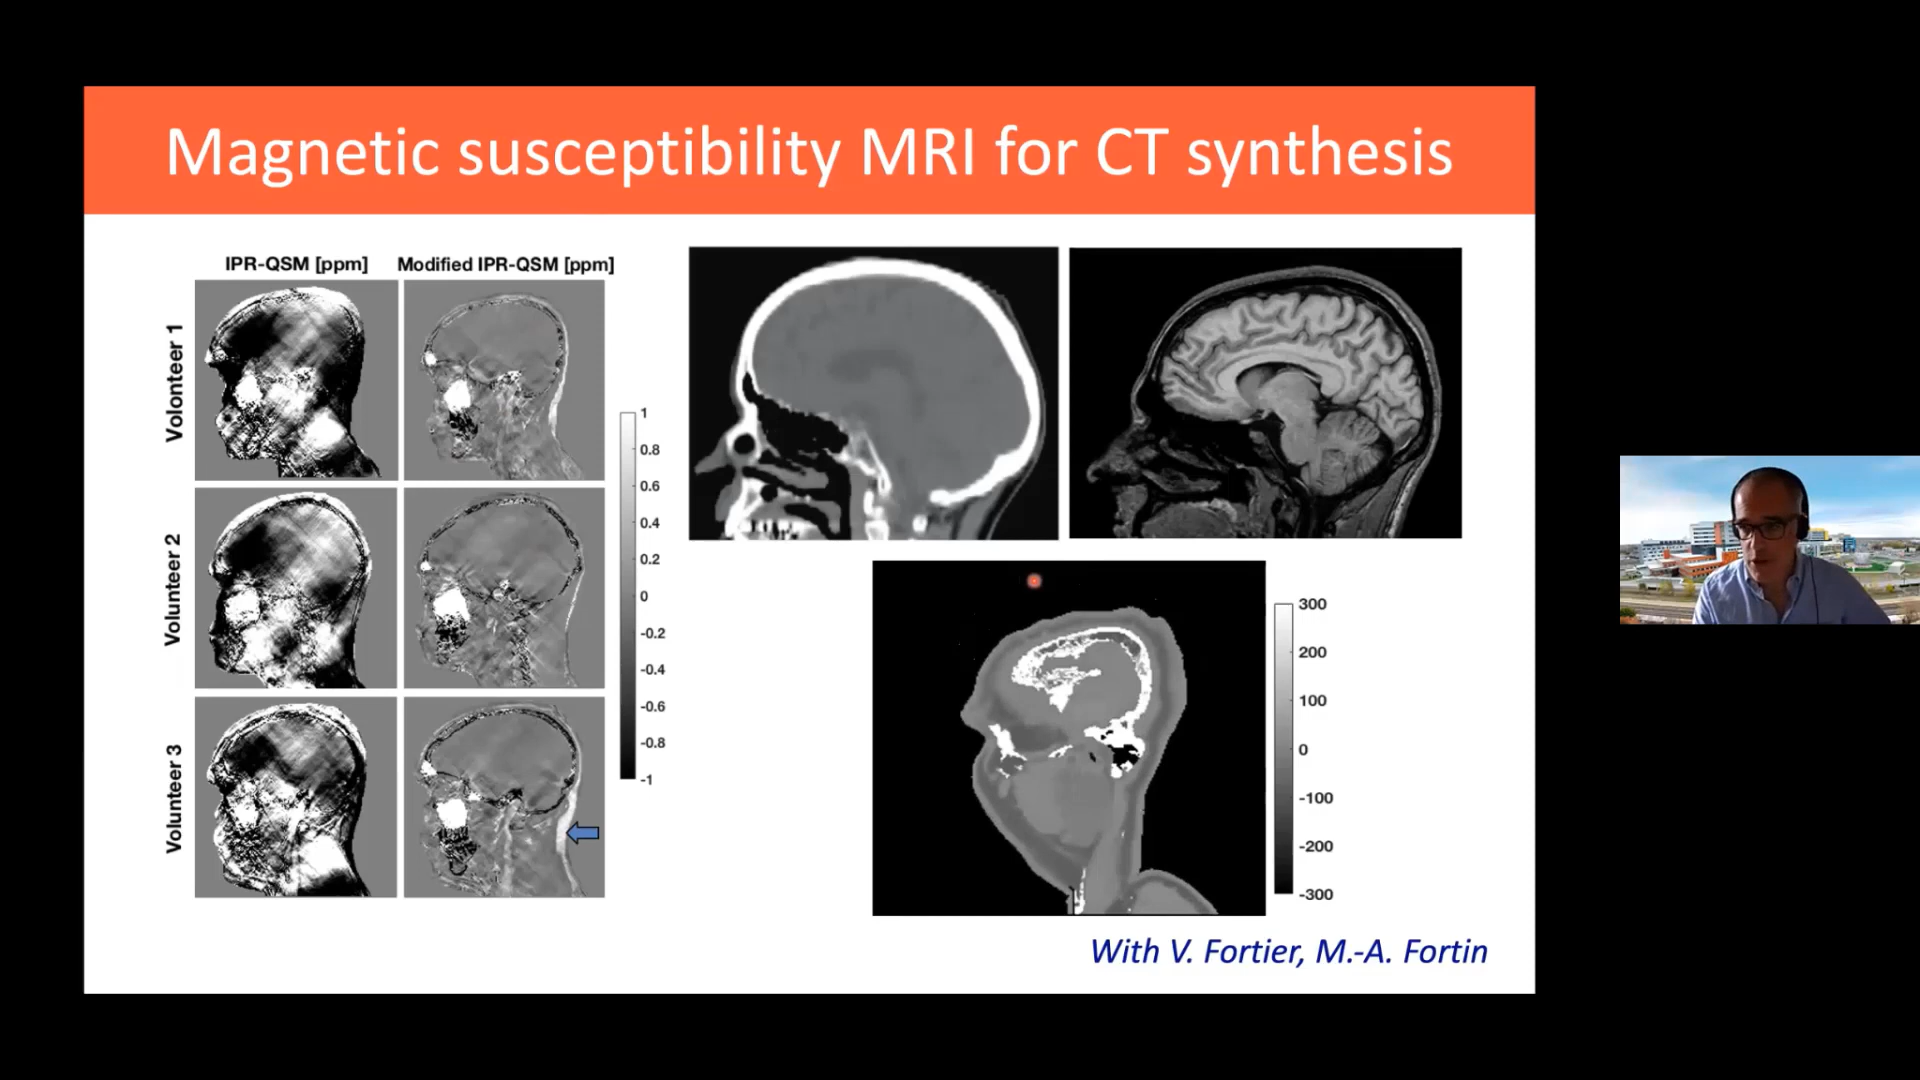 Magnetic susceptibility MRI for CT synthesis
IPR-QSM [ppm]
Modified IPR-QSM [ppm]
Volonteer 1
Volunteer 2
Volunteer 3
1
0.8
0.6
0.4
0.2
0
-0.2
-0.4
-0.6
-0.8
-1
300
200
100
0
-100
-200
-300
With V. Fortier, M.-A. Fortin